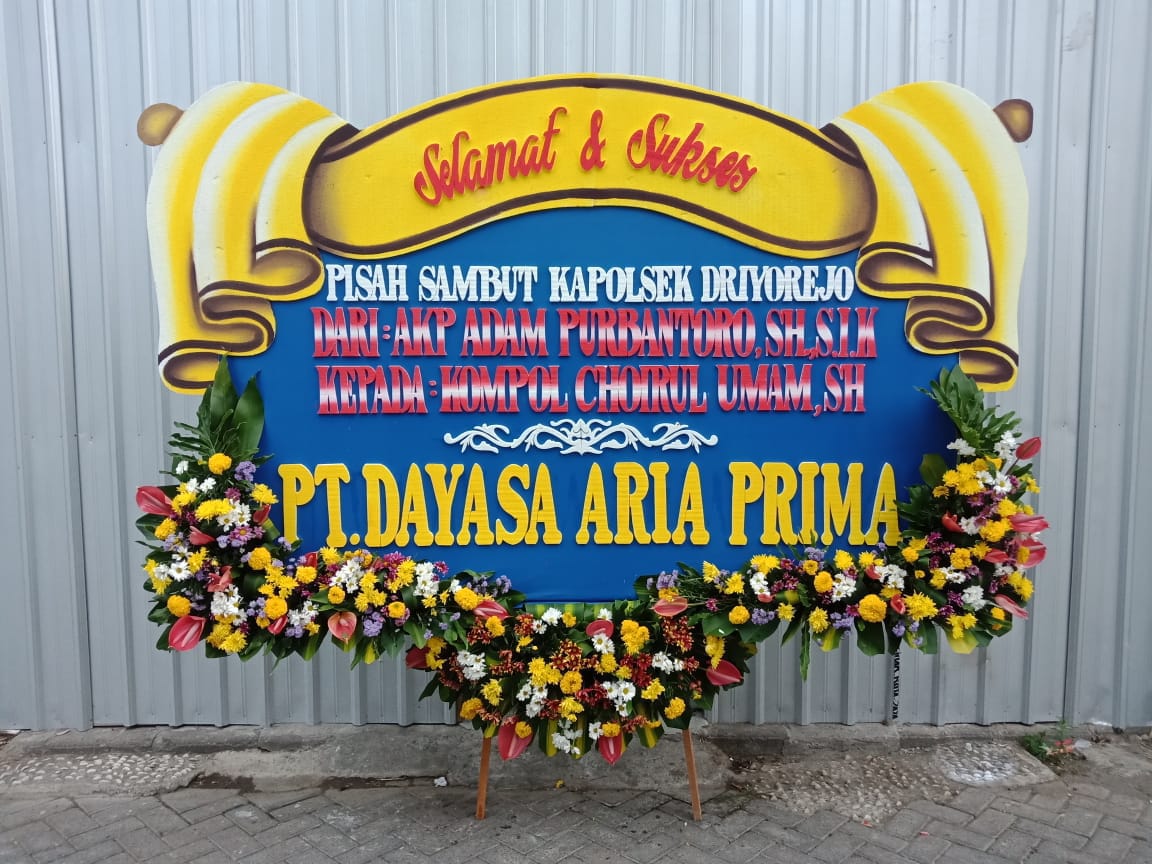 Selamat & Sukses
PISAH SAMBUT KAPOLSEK DRIYOREJO
DARI : AKP ADAM PURBANTORO, SH.,S.I.K
KEPADA : KOMPOL CHOIRUL UMAM, SH
PT. DAYASA ARIA PRIMA